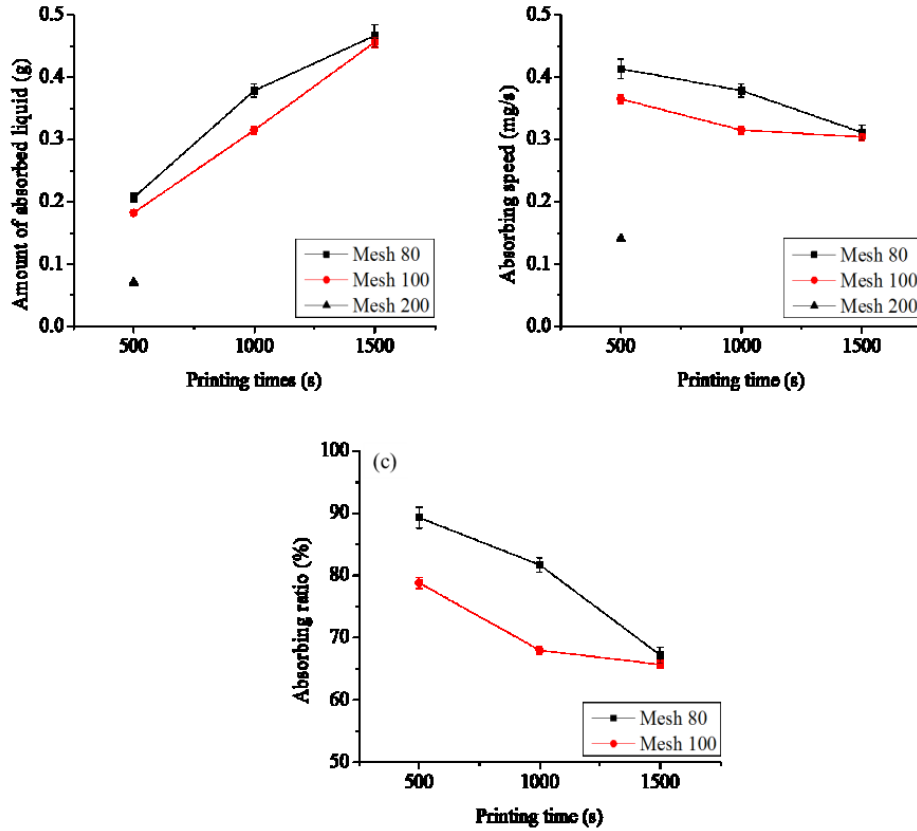 Amount of absorbed liquid (g)
0.5
0.4
0.3
0.2
0.1
0.0
500 1000 1500
Printing times (s)
Mesh 80
Mesh 100
Mesh 200
Absorbing speed (mg/s)
0.5
0.4
0.3
0.2
0.1
0.0
500 1000 1500
Printing time (s)
Mesh 80
Mesh 100
Mesh 200
(c)
Absorbing ratio (%)
100
90
80
70
60
50
500 1000 1500
Printing time (s)
Mesh 80
Mesh 100